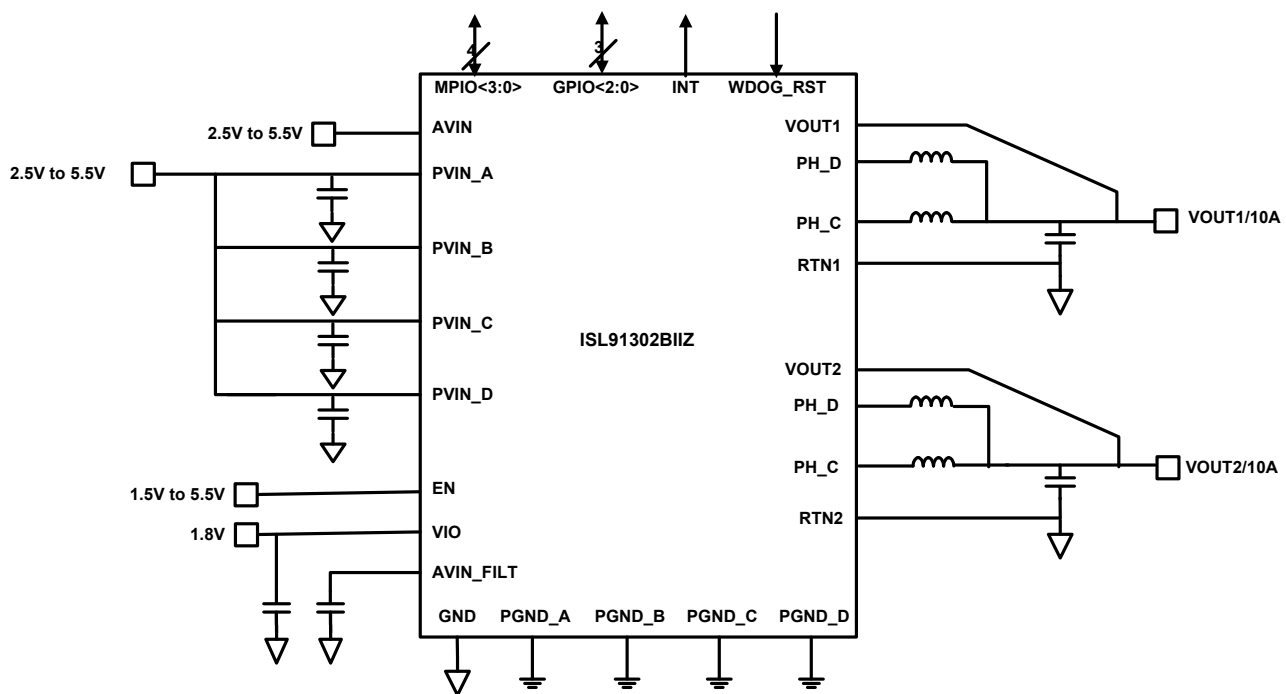 4
3
MPIO<3:0>
GPIO<2:0>
INT
WDOG_RST
2.5V to 5.5V
AVIN
2.5V to 5.5V
PVIN_A
PVIN_B
PVIN_C
PVIN_D
1.5V to 5.5V
EN
1.8V
VIO
AVIN_FILT
ISL91302BIIZ
VOUT1
PH_D
PH_C
RTN1
VOUT1/10A
VOUT2
PH_D
PH_C
RTN2
VOUT2/10A
GND
PGND_A
PGND_B
PGND_C
PGND_D